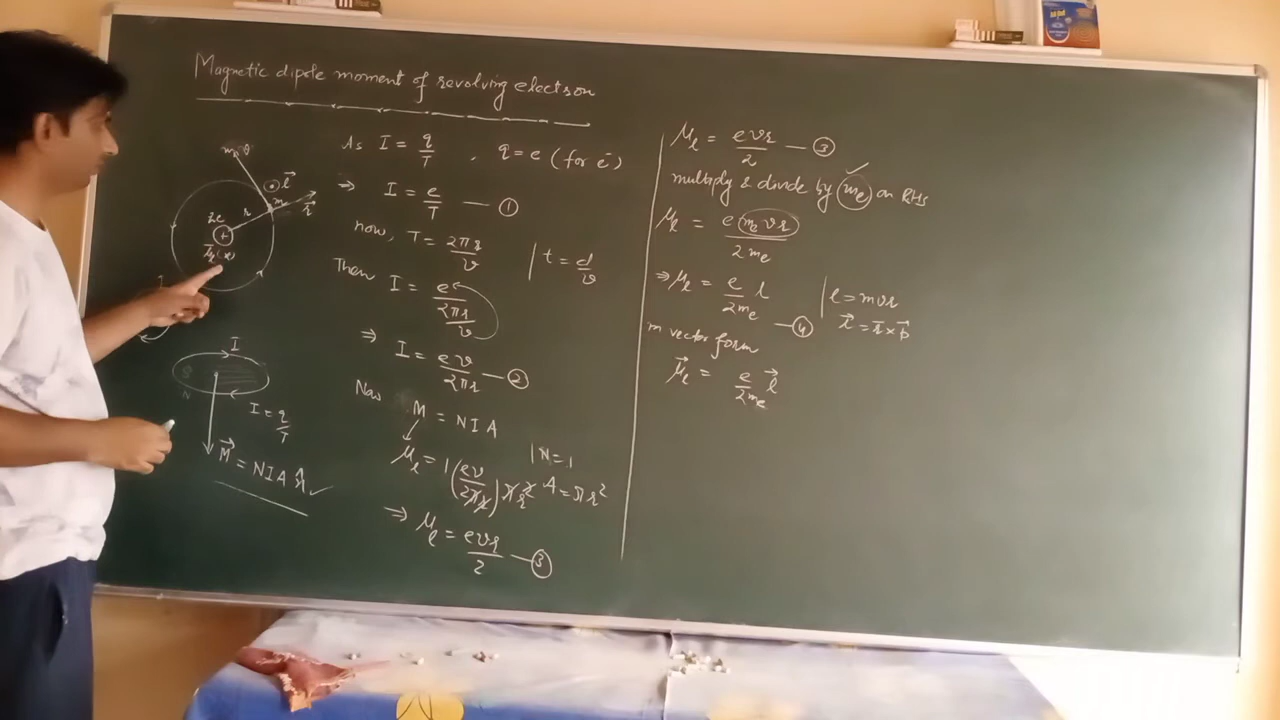 Magnetic dipole moment of revolving electron
As I = q/T , q = e (for e⁻)
⇒ I = e/T — ①
now, T = 2πr/v | t = d/v
Then I = e/(2πr/v)
⇒ I = ev/2πr — ②
Now M = NIA
μₗ = 1(ev/2πr)πr² | N=1 A = πr²
⇒ μₗ = evr/2 — ③
l⃗
r
m
r⃗
+
I
I = q/T
M⃗ = NIA n̂
μₗ = evr/2 — ③
multiply & divide by mₑ on RHS
μₗ = e mₑvr/2mₑ
⇒ μₗ = e/2mₑ l — ④ | l = mvr
l⃗ = r⃗ × p⃗
in vector form
μ⃗ₗ = e/2mₑ l⃗